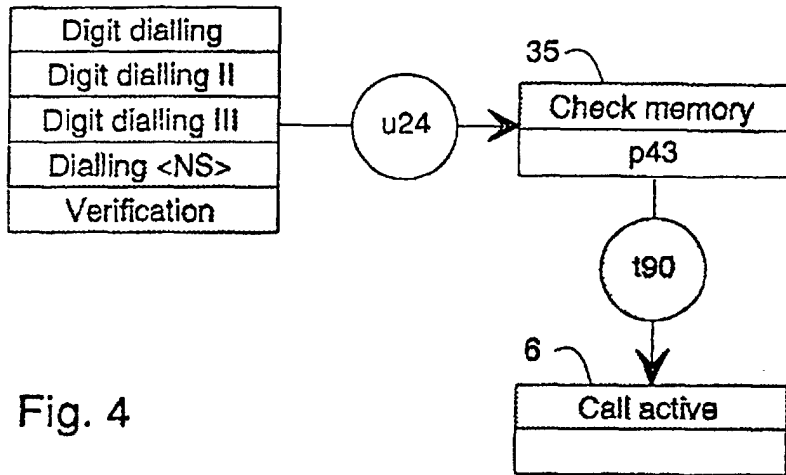 Digit dialling
Digit dialling II
Digit dialling III
Dialling <NS>
Verification
u24
35
Check memory
p43
t90
6
Call active
Fig. 4